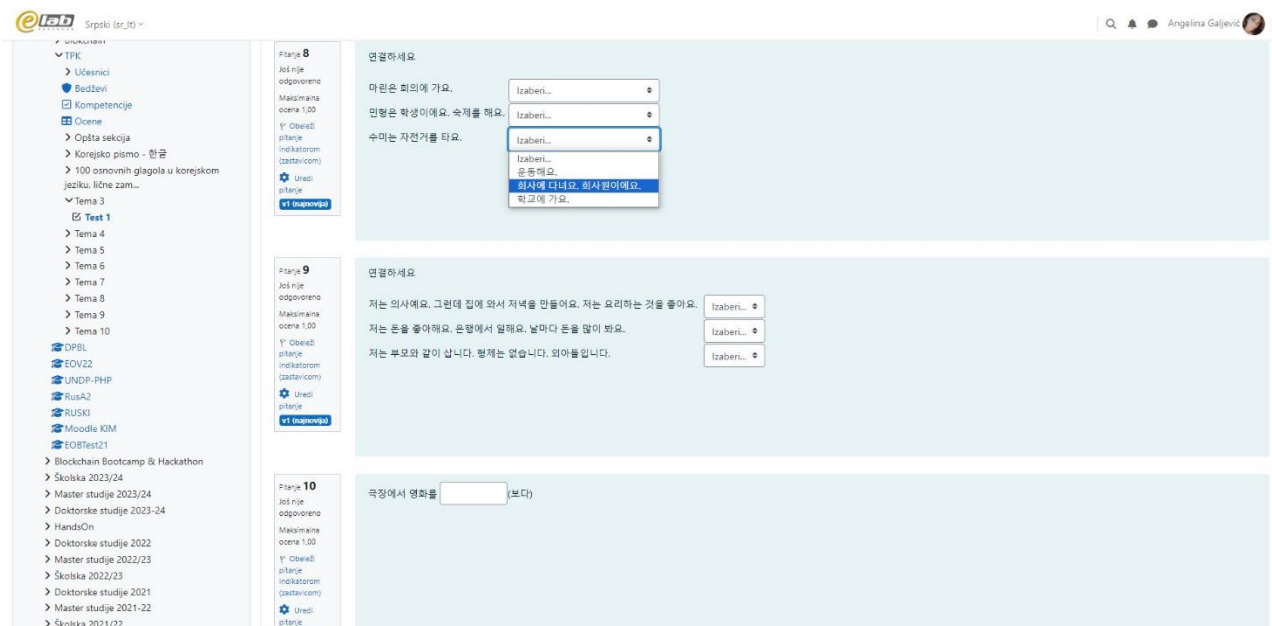 elab
Srpski (sr_lt)
Angelina Galjević
Blokchain
TPK
Učesnici
Bedževi
Kompetencije
Ocene
Opšta sekcija
Korejsko pismo - 한글
100 osnovnih glagola u korejskom
jeziku, lične zam...
Tema 3
Test 1
Tema 4
Tema 5
Tema 6
Tema 7
Tema 8
Tema 9
Tema 10
DPBL
EOV22
UNDP-PHP
RusA2
RUSKI
Moodle KIM
EOBTest21
Blockchain Bootcamp & Hackathon
Školska 2023/24
Master studije 2023/24
Doktorske studije 2023-24
HandsOn
Doktorske studije 2022
Master studije 2022/23
Školska 2022/23
Doktorske studije 2021
Master studije 2021-22
Školska 2021/22
Pitanje 8
Još nije
odgovoreno
Maksimalna
ocena 1,00
Obeleži
pitanje
indikatorom
(zastavicom)
Uredi
pitanje
v1 (najnovija)
연결하세요
마린은 회의에 가요. Izaberi...
민형은 학생이에요. 숙제를 해요. Izaberi...
수미는 자전거를 타요. Izaberi...
Izaberi...
운동해요.
회사에 다녀요. 회사원이에요.
학교에 가요.
Pitanje 9
Još nije
odgovoreno
Maksimalna
ocena 1,00
Obeleži
pitanje
indikatorom
(zastavicom)
Uredi
pitanje
v1 (najnovija)
연결하세요
저는 의사예요. 그런데 집에 와서 저녁을 만들어요. 저는 요리하는 것을 좋아요. Izaberi...
저는 돈을 좋아해요. 은행에서 일해요. 날마다 돈을 많이 봐요. Izaberi...
저는 부모와 같이 삽니다. 형제는 없습니다. 외아들입니다. Izaberi...
Pitanje 10
Još nije
odgovoreno
Maksimalna
ocena 1,00
Obeleži
pitanje
indikatorom
(zastavicom)
Uredi
pitanje
극장에서 영화를 (보다)